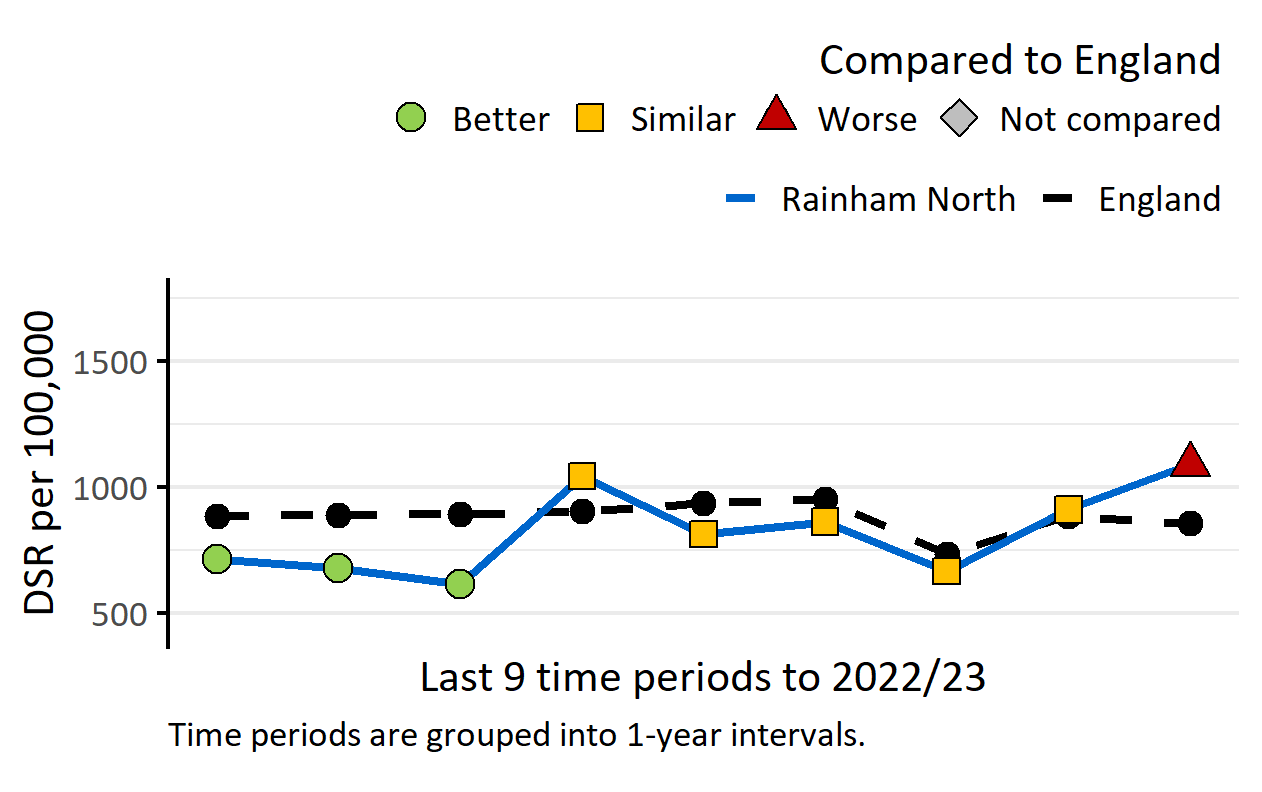 Compared to England
Better Similar Worse Not compared
Rainham North England
DSR per 100,000
1500
1000
500
Last 9 time periods to 2022/23
Time periods are grouped into 1-year intervals.